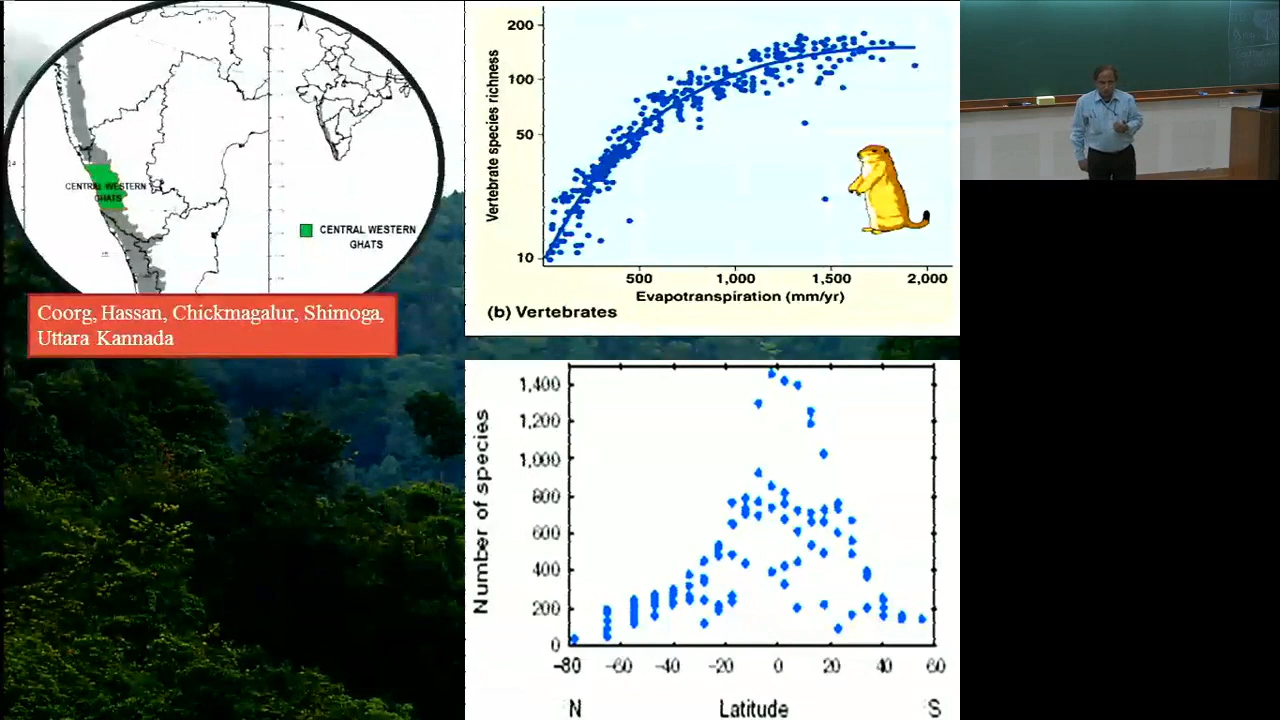 CENTRAL WESTERN
GHATS
CENTRAL WESTERN
GHATS
Coorg, Hassan, Chickmagalur, Shimoga,
Uttara Kannada
Vertebrate species richness
200
100
50
10
500
1,000
1,500
2,000
Evapotranspiration (mm/yr)
(b) Vertebrates
Number of species
1,400
1,200
1,000
800
600
400
200
0
-80
-60
-40
-20
0
20
40
60
N
Latitude
S